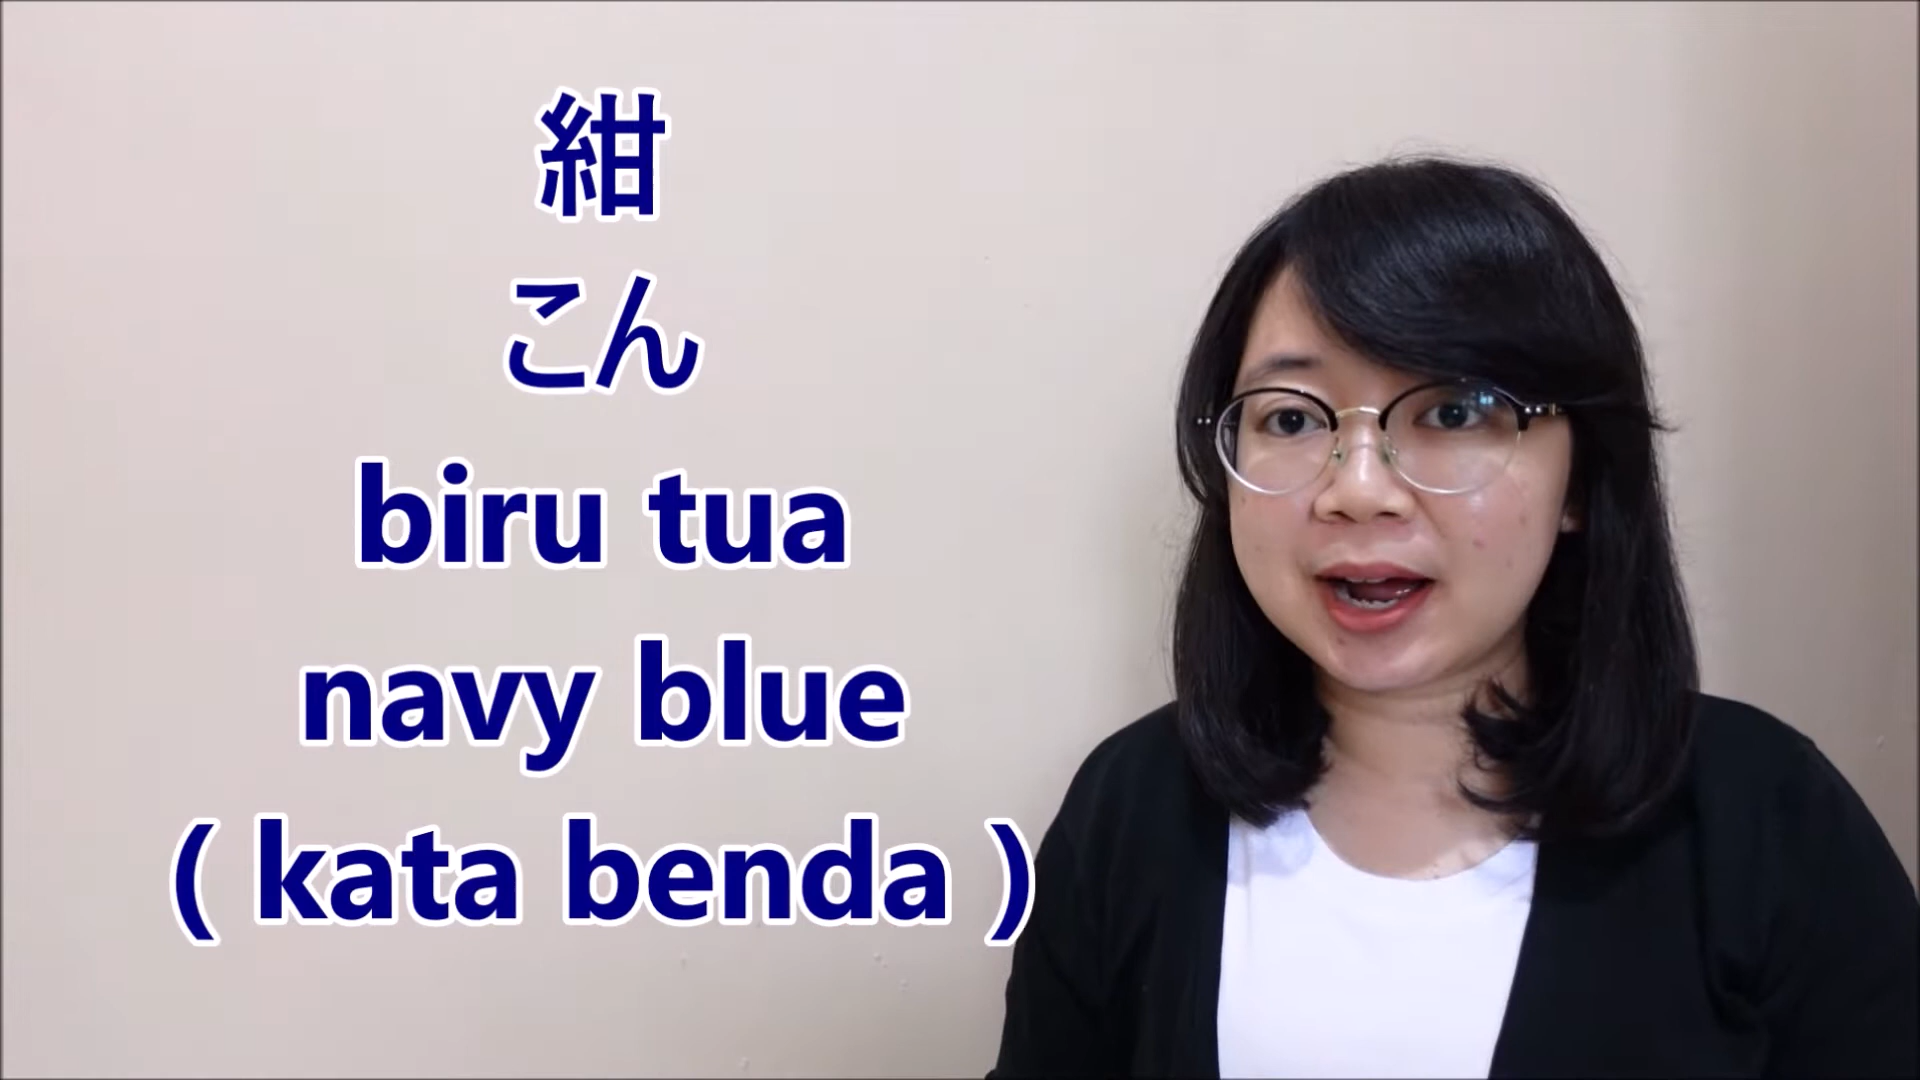 紺
こん
biru tua
navy blue
( kata benda )